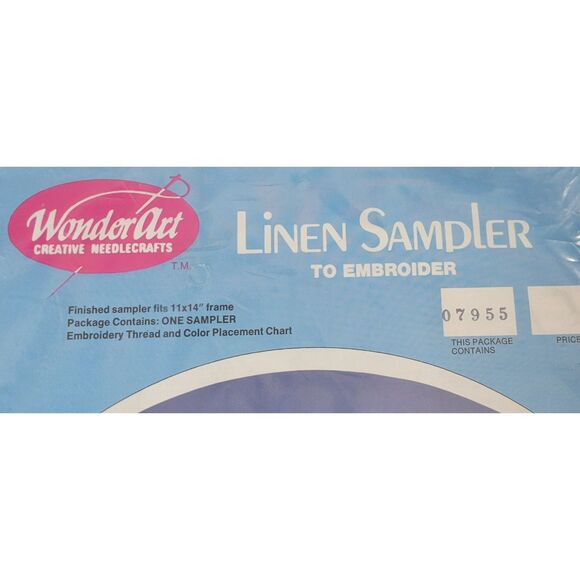 WonderArt
CREATIVE NEEDLECRAFTS
T.M.
LINEN SAMPLER
TO EMBROIDER
Finished sampler fits 11x14" frame
Package Contains: ONE SAMPLER
Embroidery Thread and Color Placement Chart
07955
THIS PACKAGE
CONTAINS
PRICE